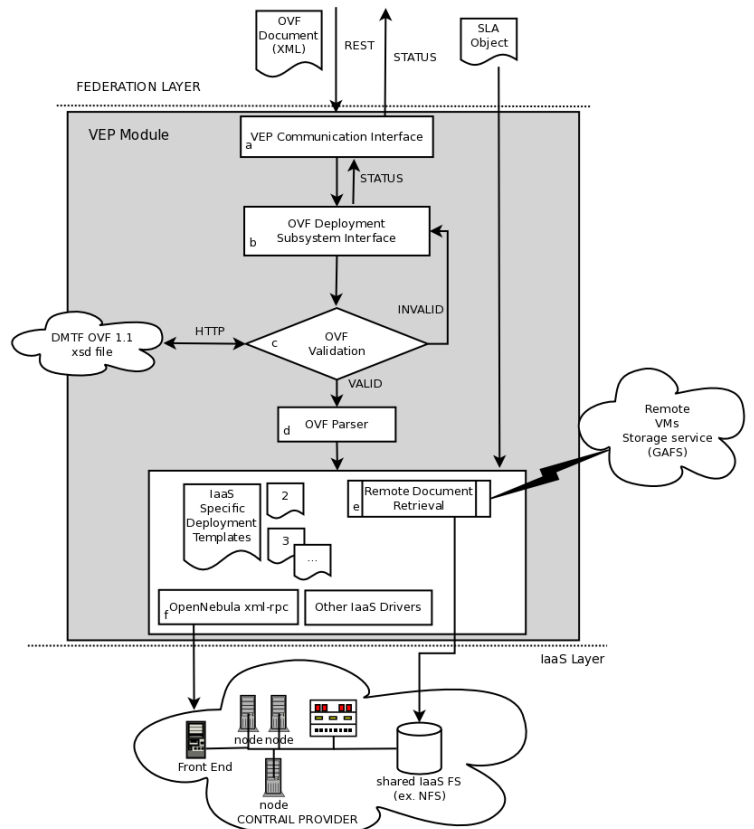 OVF
Document
(XML)
REST
STATUS
SLA
Object
FEDERATION LAYER
VEP Module
VEP Communication Interface
a
STATUS
OVF Deployment
Subsystem Interface
b
INVALID
HTTP
DMTF OVF 1.1
xsd file
c
OVF
Validation
VALID
OVF Parser
d
Remote
VMs
Storage service
(GAFS)
IaaS
Specific
Deployment
Templates
2
3
...
Remote Document
Retrieval
e
OpenNebula xml-rpc
f
Other IaaS Drivers
IaaS Layer
node
node
Front End
node
shared IaaS FS
(ex. NFS)
CONTRAIL PROVIDER